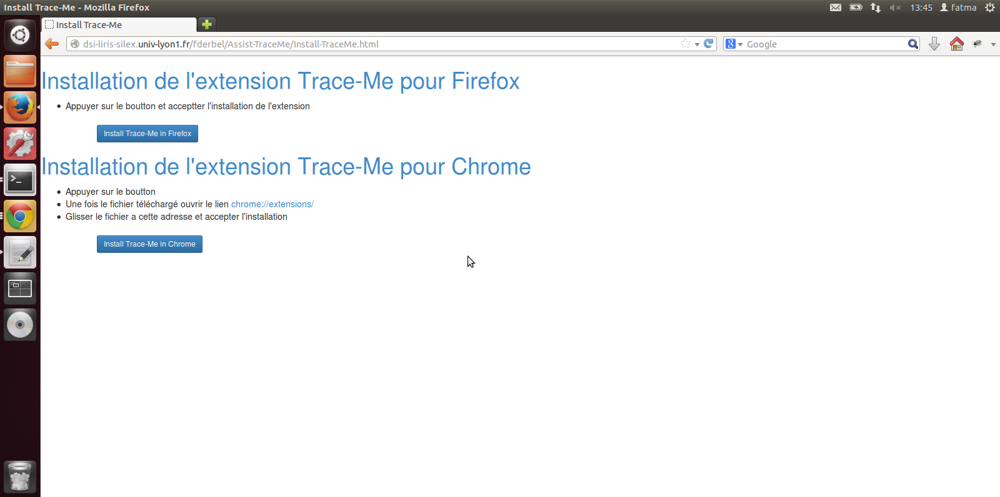 Install Trace-Me - Mozilla Firefox
13:45 fatma
Install Trace-Me
dsi-liris-silex.univ-lyon1.fr/fderbel/Assist-TraceMe/Install-TraceMe.html
8 Google
Installation de l'extension Trace-Me pour Firefox
Appuyer sur le boutton et acceptter l'installation de l'extension
Install Trace-Me in Firefox
Installation de l'extension Trace-Me pour Chrome
Appuyer sur le boutton
Une fois le fichier téléchargé ouvrir le lien chrome://extensions/
Glisser le fichier a cette adresse et accepter l'installation
Install Trace-Me in Chrome